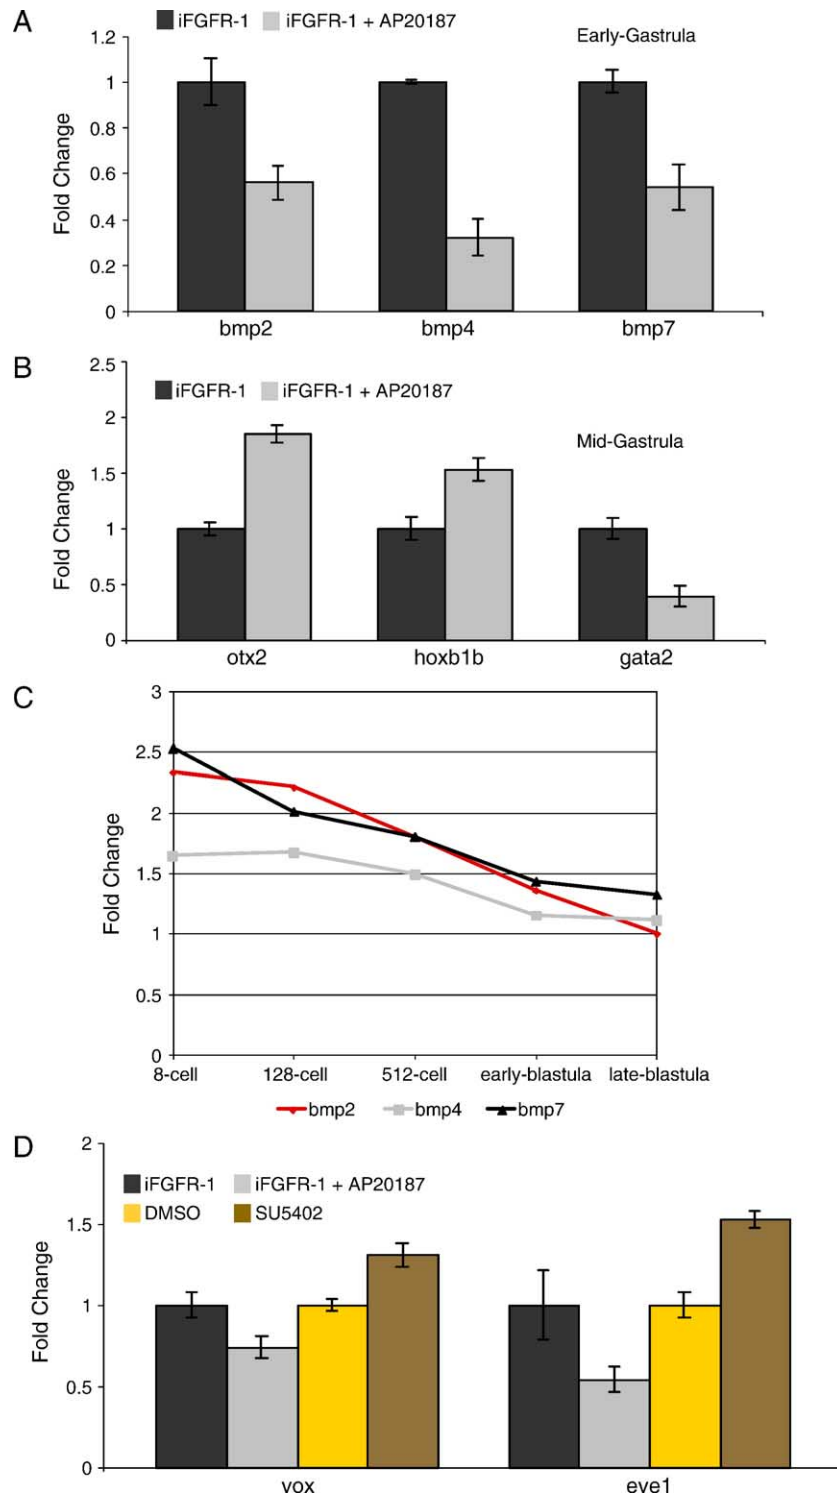 A
iFGFR-1 iFGFR-1 + AP20187
Early-Gastrula
Fold Change
1.2
1
0.8
0.6
0.4
0.2
0
bmp2 bmp4 bmp7
B
iFGFR-1 iFGFR-1 + AP20187
Mid-Gastrula
Fold Change
2.5
2
1.5
1
0.5
0
otx2 hoxb1b gata2
C
Fold Change
3
2.5
2
1.5
1
0.5
0
8-cell 128-cell 512-cell early-blastula late-blastula
bmp2 bmp4 bmp7
D
iFGFR-1 iFGFR-1 + AP20187
DMSO SU5402
Fold Change
2
1.5
1
0.5
0
vox eve1